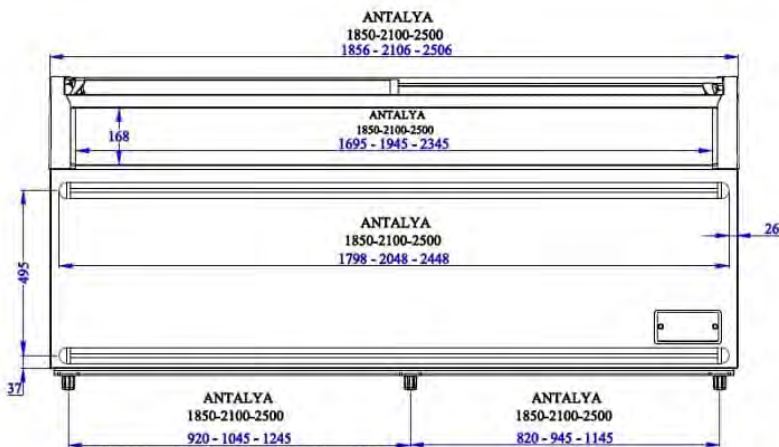 ANTALYA
1850-2100-2500
1856 - 2106 - 2506
ANTALYA
1850-2100-2500
1695 - 1945 - 2345
168
ANTALYA
1850-2100-2500
1798 - 2048 - 2448
26
495
37
ANTALYA
1850-2100-2500
920 - 1045 - 1245
ANTALYA
1850-2100-2500
820 - 945 - 1145